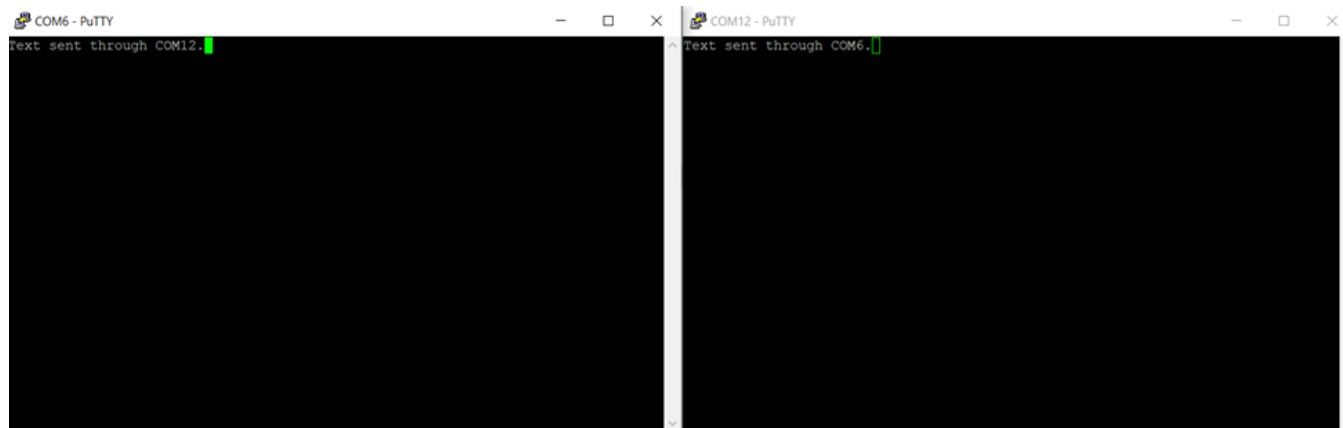 COM6 - PuTTY
Text sent through COM12.
COM12 - PuTTY
Text sent through COM6.